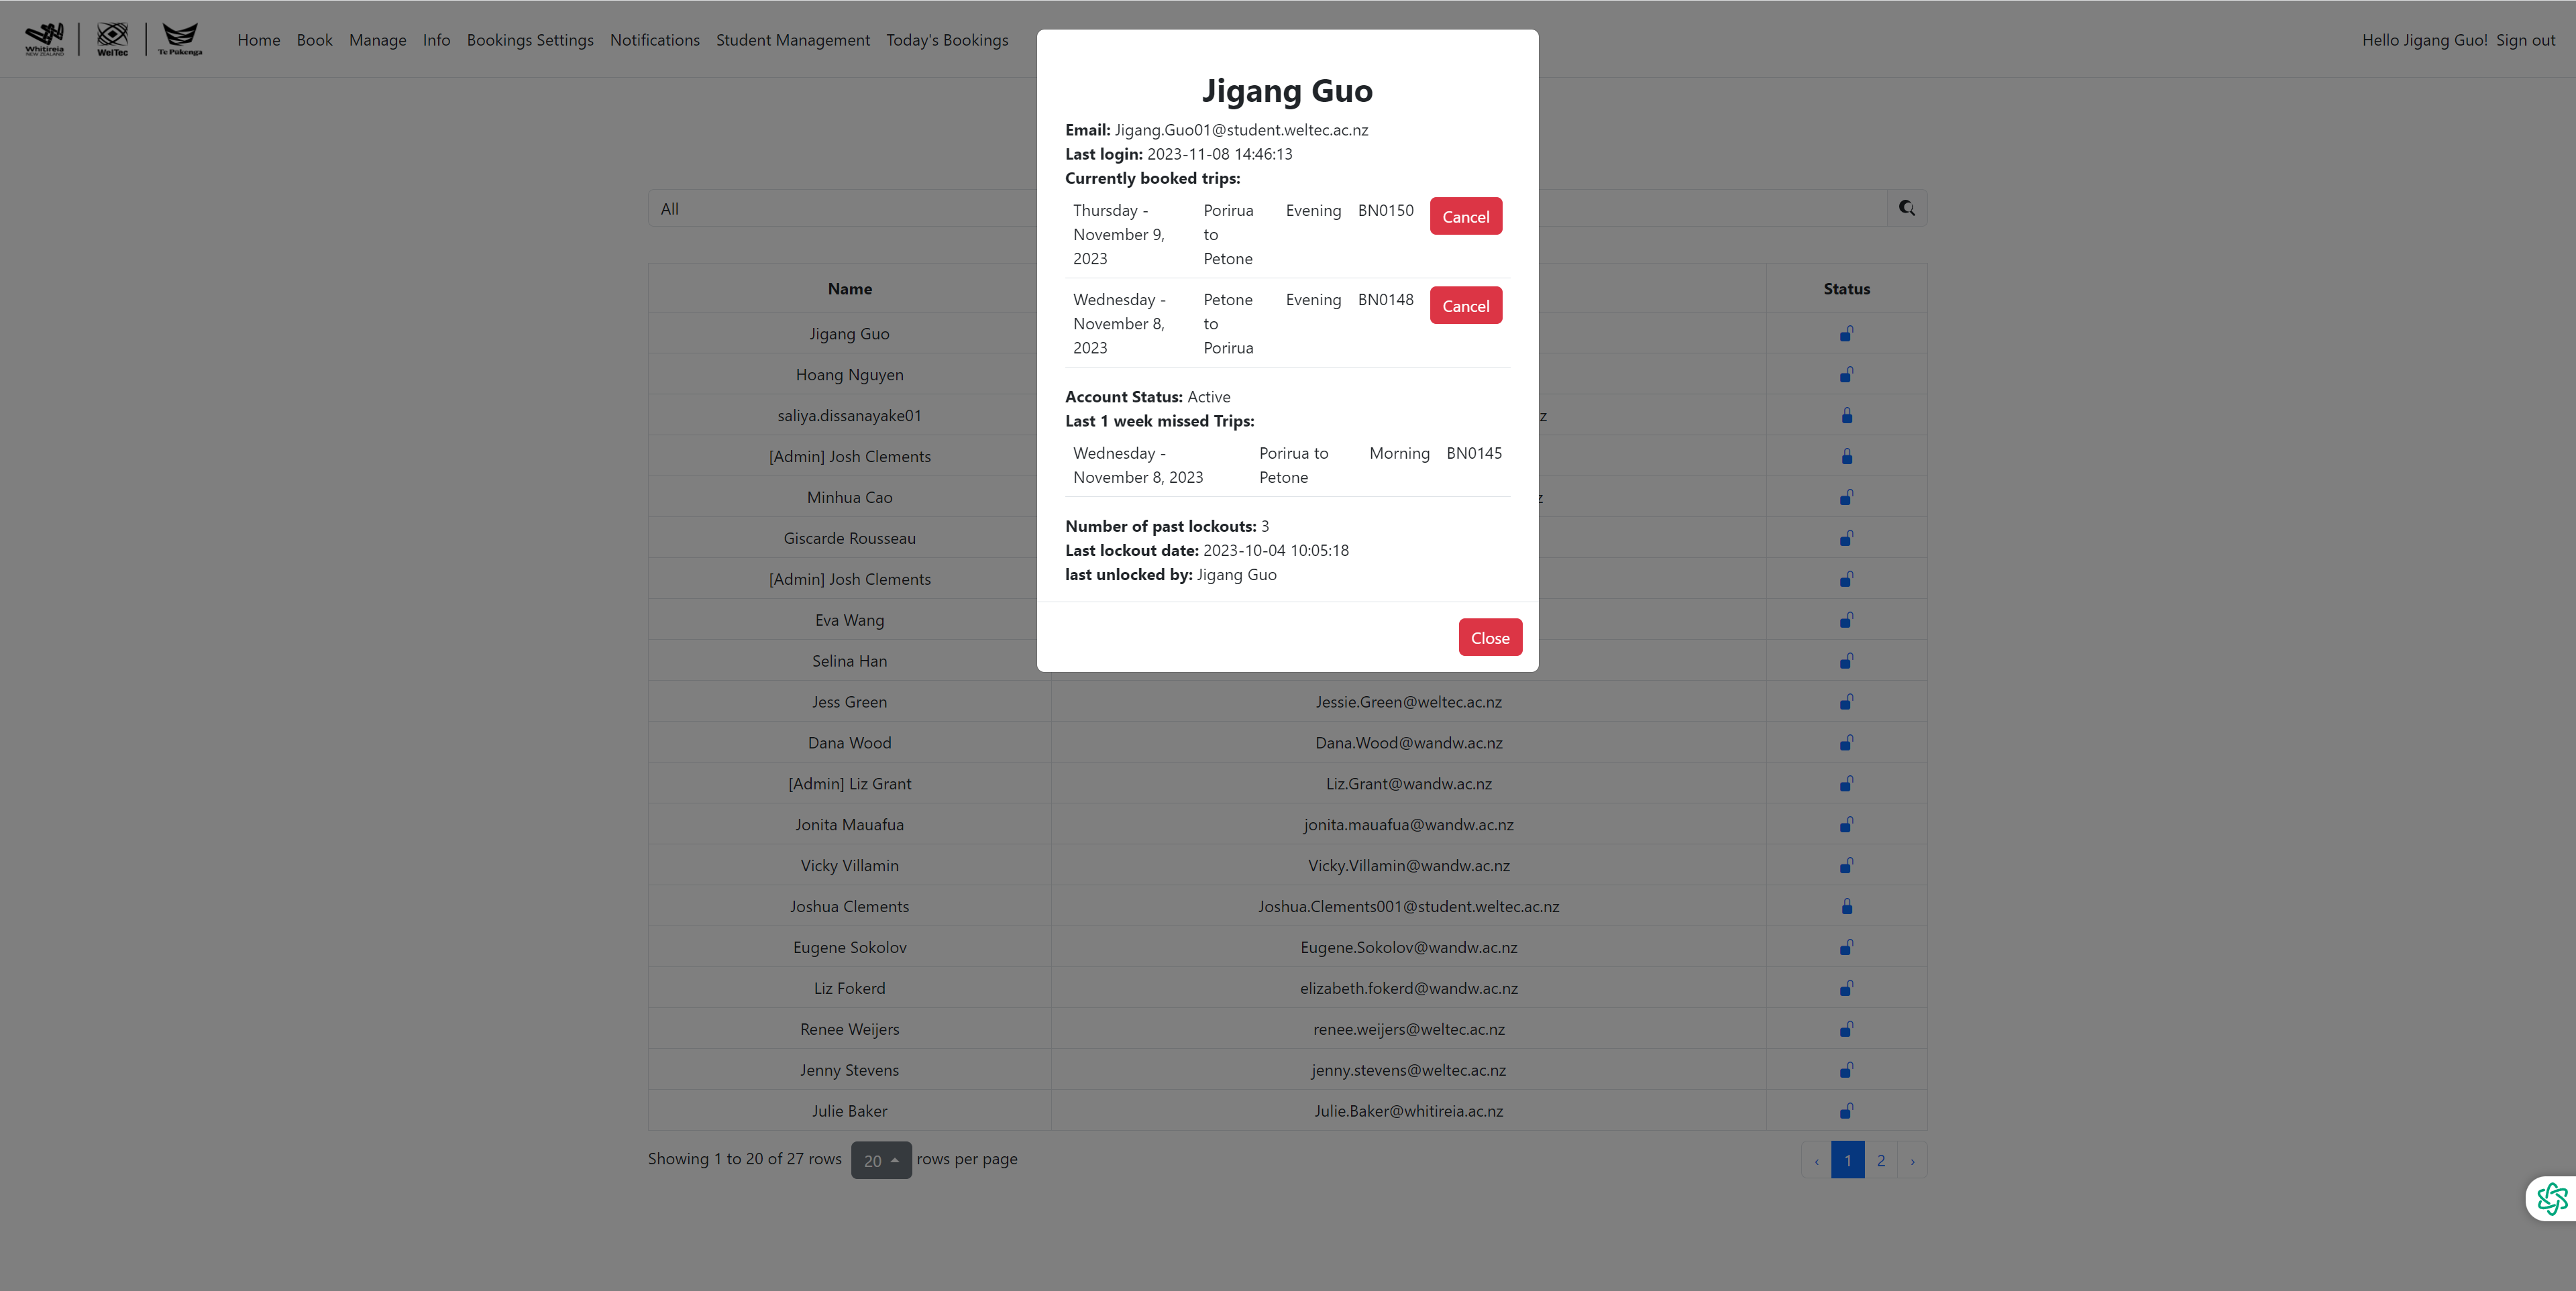 Whitireia
NEW ZEALAND
WelTec
Te Pūkenga
Home Book Manage Info Bookings Settings Notifications Student Management Today's Bookings
Hello Jigang Guo! Sign out
Jigang Guo
Email: Jigang.Guo01@student.weltec.ac.nz
Last login: 2023-11-08 14:46:13
Currently booked trips:
Thursday - Porirua Evening BN0150 Cancel
November 9, to
2023 Petone
Wednesday - Petone Evening BN0148 Cancel
November 8, to
2023 Porirua
Account Status: Active
Last 1 week missed Trips:
Wednesday - Porirua to Morning BN0145
November 8, 2023 Petone
Number of past lockouts: 3
Last lockout date: 2023-10-04 10:05:18
last unlocked by: Jigang Guo
Close
All
Name Status
Jigang Guo
Hoang Nguyen
saliya.dissanayake01 z
[Admin] Josh Clements
Minhua Cao z
Giscarde Rousseau
[Admin] Josh Clements
Eva Wang
Selina Han
Jess Green Jessie.Green@weltec.ac.nz
Dana Wood Dana.Wood@wandw.ac.nz
[Admin] Liz Grant Liz.Grant@wandw.ac.nz
Jonita Mauafua jonita.mauafua@wandw.ac.nz
Vicky Villamin Vicky.Villamin@wandw.ac.nz
Joshua Clements Joshua.Clements001@student.weltec.ac.nz
Eugene Sokolov Eugene.Sokolov@wandw.ac.nz
Liz Fokerd elizabeth.fokerd@wandw.ac.nz
Renee Weijers renee.weijers@weltec.ac.nz
Jenny Stevens jenny.stevens@weltec.ac.nz
Julie Baker Julie.Baker@whitireia.ac.nz
Showing 1 to 20 of 27 rows 20 rows per page ‹ 1 2 ›